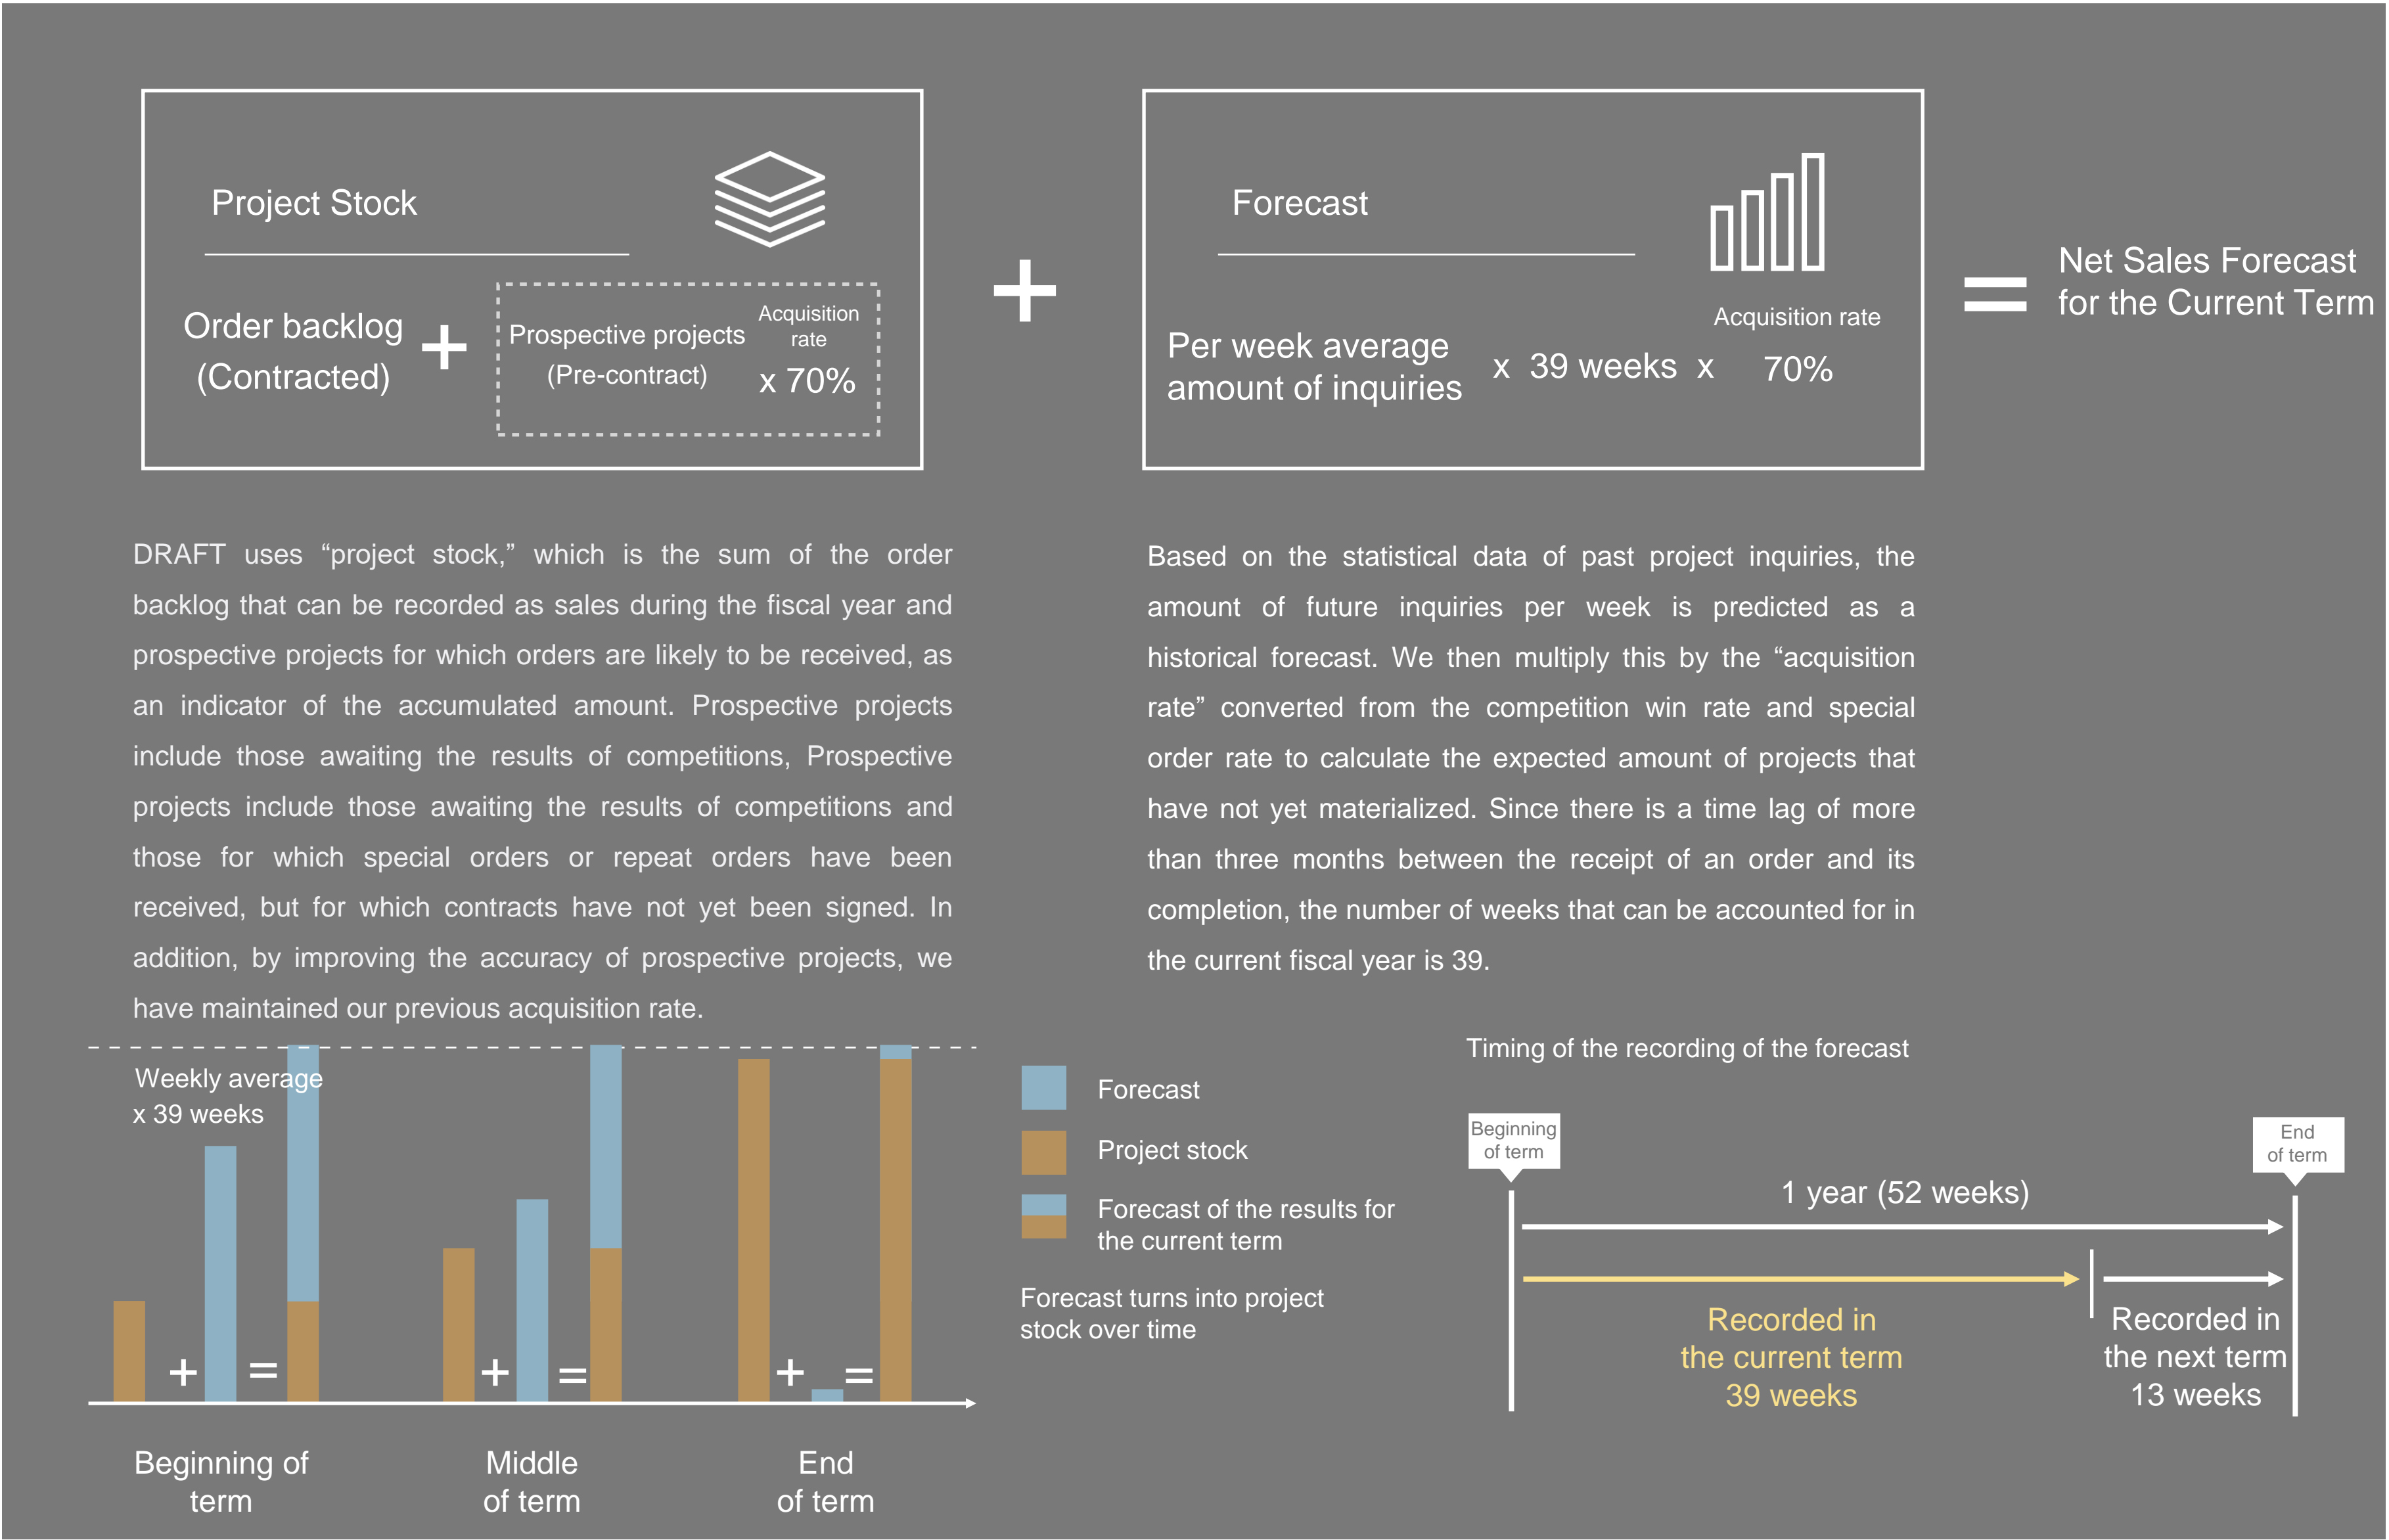 Project Stock
Order backlog
(Contracted)
+
Prospective projects
(Pre-contract)
Acquisition
rate
x 70%
+
Forecast
Per week average
amount of inquiries
x 39 weeks x
Acquisition rate
70%
=
Net Sales Forecast
for the Current Term
DRAFT uses “project stock,” which is the sum of the order
backlog that can be recorded as sales during the fiscal year and
prospective projects for which orders are likely to be received, as
an indicator of the accumulated amount. Prospective projects
include those awaiting the results of competitions, Prospective
projects include those awaiting the results of competitions and
those for which special orders or repeat orders have been
received, but for which contracts have not yet been signed. In
addition, by improving the accuracy of prospective projects, we
have maintained our previous acquisition rate.
Based on the statistical data of past project inquiries, the
amount of future inquiries per week is predicted as a
historical forecast. We then multiply this by the “acquisition
rate” converted from the competition win rate and special
order rate to calculate the expected amount of projects that
have not yet materialized. Since there is a time lag of more
than three months between the receipt of an order and its
completion, the number of weeks that can be accounted for in
the current fiscal year is 39.
Weekly average
x 39 weeks
+ =
+ =
+ =
Beginning of
term
Middle
of term
End
of term
Forecast
Project stock
Forecast of the results for
the current term
Forecast turns into project
stock over time
Timing of the recording of the forecast
Beginning
of term
End
of term
1 year (52 weeks)
Recorded in
the current term
39 weeks
Recorded in
the next term
13 weeks